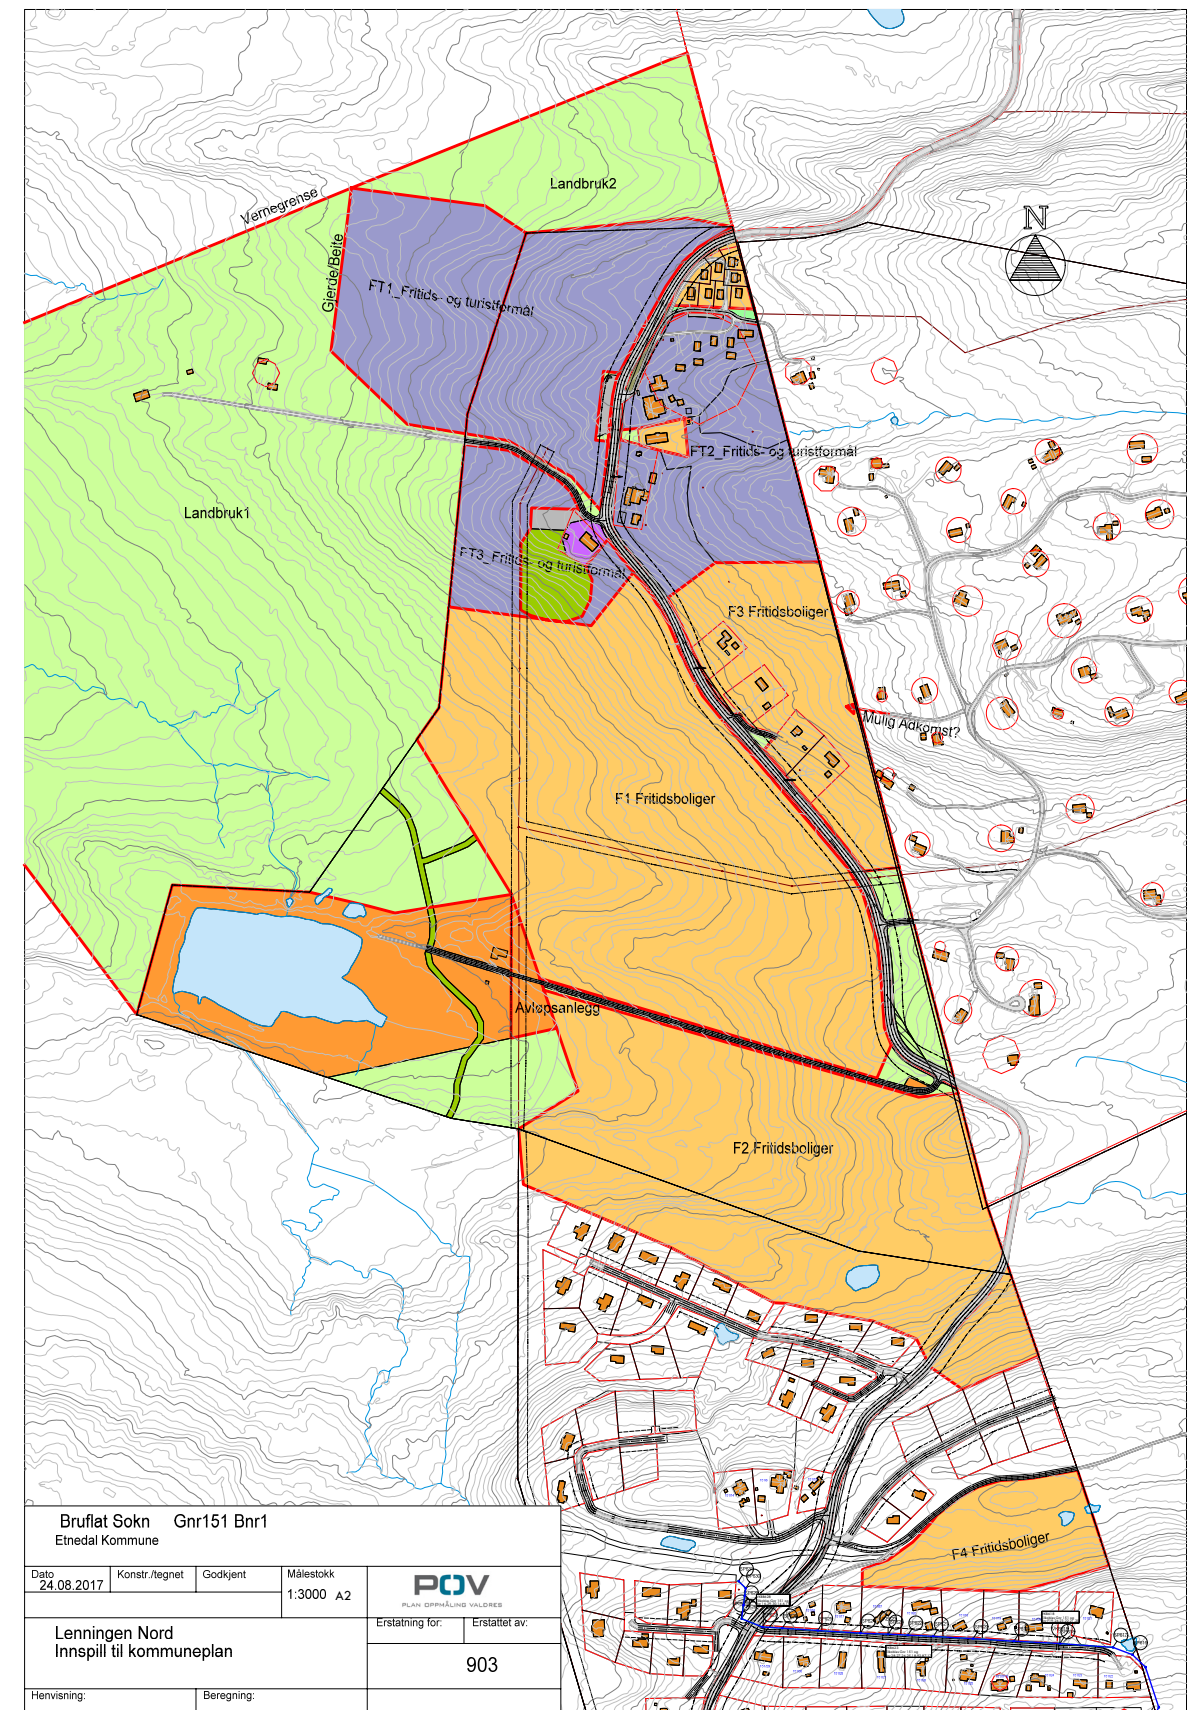 N
Landbruk2
Vernegrense
Gjerde/Beite
FT1_Fritids- og turistformål
FT2_Fritids- og turistformål
Landbruk1
FT3_Fritids- og turistformål
F3 Fritidsboliger
Mulig Adkomst?
F1 Fritidsboliger
Avløpsanlegg
F2 Fritidsboliger
F4 Fritidsboliger
Bruflat Sokn Gnr151 Bnr1
Etnedal Kommune
Dato
24.08.2017
Konstr./tegnet
Godkjent
Målestokk
1:3000 A2
POV
PLAN OPPMÅLING VALDRES
Lenningen Nord
Innspill til kommuneplan
Erstatning for:
Erstattet av:
903
Henvisning:
Beregning: